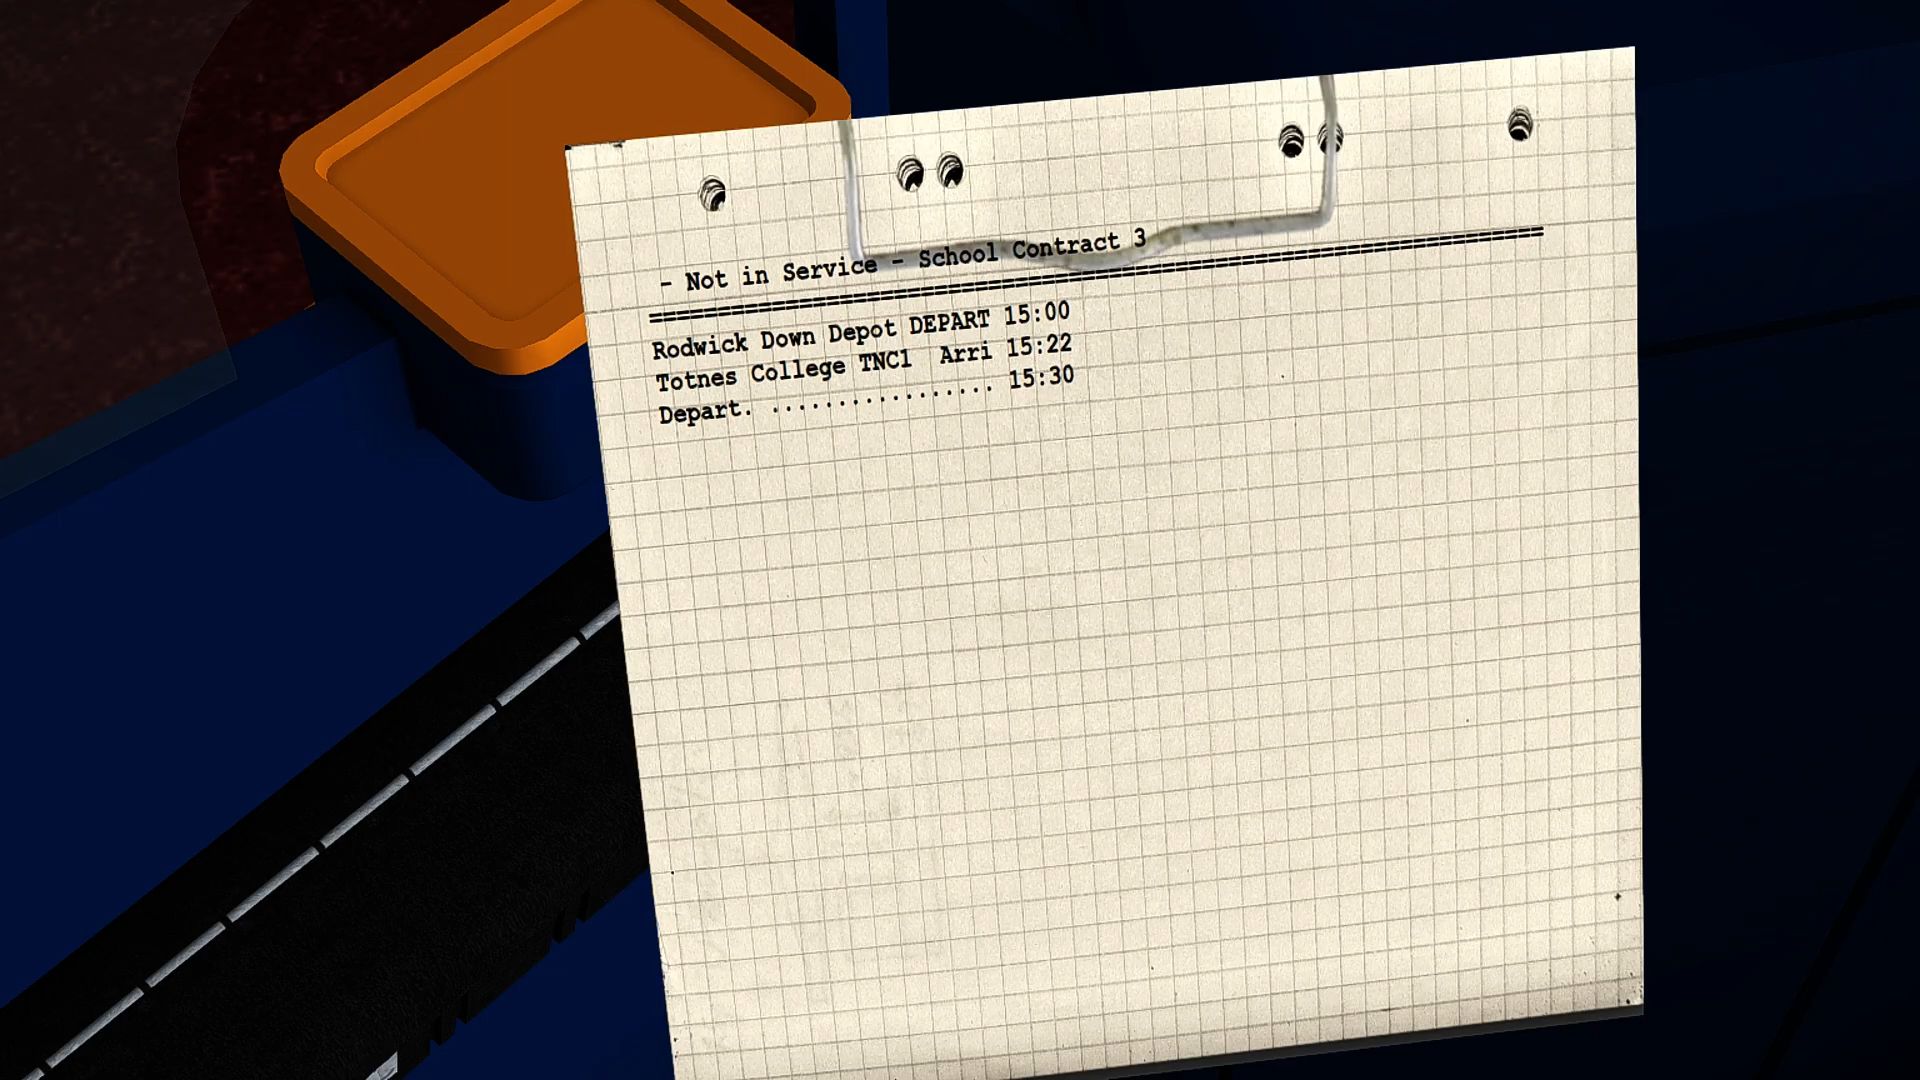 - Not in Service - School Contract 3
==================================================================
Rodwick Down Depot DEPART 15:00
Totnes College TNC1  Arri 15:22
Depart. ................. 15:30